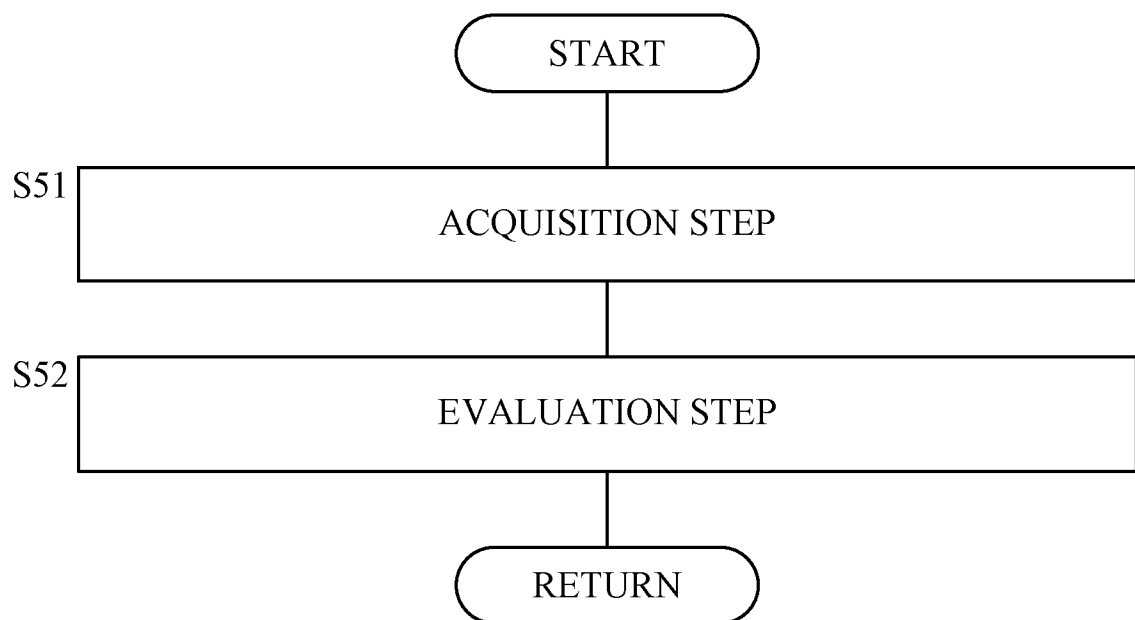 START
S51
ACQUISITION STEP
S52
EVALUATION STEP
RETURN